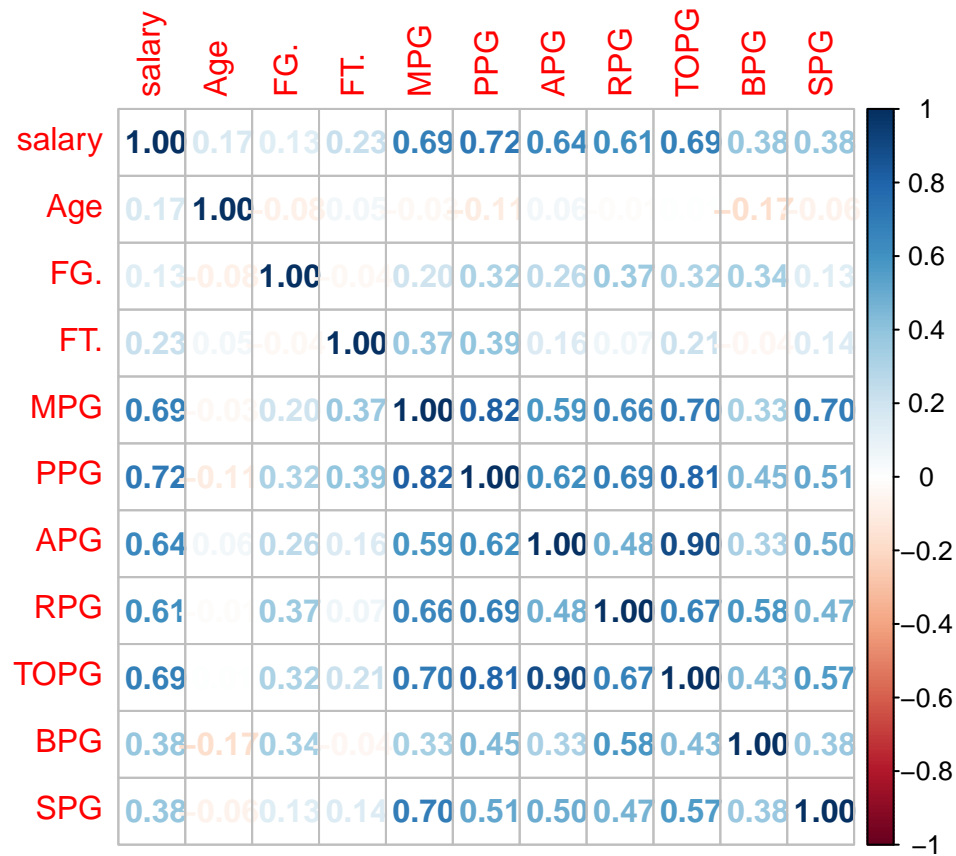 salary Age FG. FT. MPG PPG APG RPG TOPG BPG SPG
salary 1.00 0.17 0.13 0.23 0.69 0.72 0.64 0.61 0.69 0.38 0.38
Age 0.17 1.00 −0.08 0.05 −0.03 −0.11 0.06 −0.01 −0.17 −0.06
FG. 0.13 −0.08 1.00 −0.04 0.20 0.32 0.26 0.37 0.32 0.34 0.13
FT. 0.23 0.05 −0.04 1.00 0.37 0.39 0.16 0.07 0.21 −0.04 0.14
MPG 0.69 −0.03 0.20 0.37 1.00 0.82 0.59 0.66 0.70 0.33 0.70
PPG 0.72 −0.11 0.32 0.39 0.82 1.00 0.62 0.69 0.81 0.45 0.51
APG 0.64 0.06 0.26 0.16 0.59 0.62 1.00 0.48 0.90 0.33 0.50
RPG 0.61 −0.01 0.37 0.07 0.66 0.69 0.48 1.00 0.67 0.58 0.47
TOPG 0.69 0.32 0.21 0.70 0.81 0.90 0.67 1.00 0.43 0.57
BPG 0.38 −0.17 0.34 −0.04 0.33 0.45 0.33 0.58 0.43 1.00 0.38
SPG 0.38 −0.06 0.13 0.14 0.70 0.51 0.50 0.47 0.57 0.38 1.00
1
0.8
0.6
0.4
0.2
0
−0.2
−0.4
−0.6
−0.8
−1